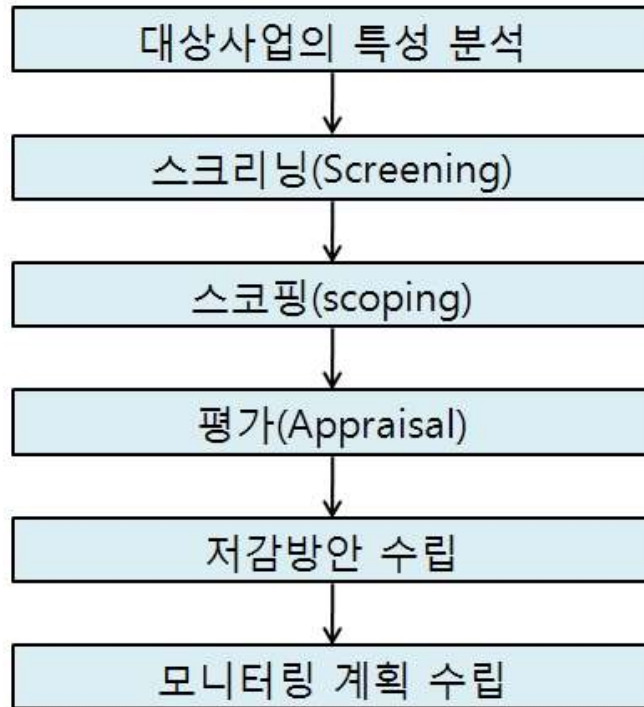 대상사업의 특성 분석
스크리닝(Screening)
스코핑(scoping)
평가(Appraisal)
저감방안 수립
모니터링 계획 수립